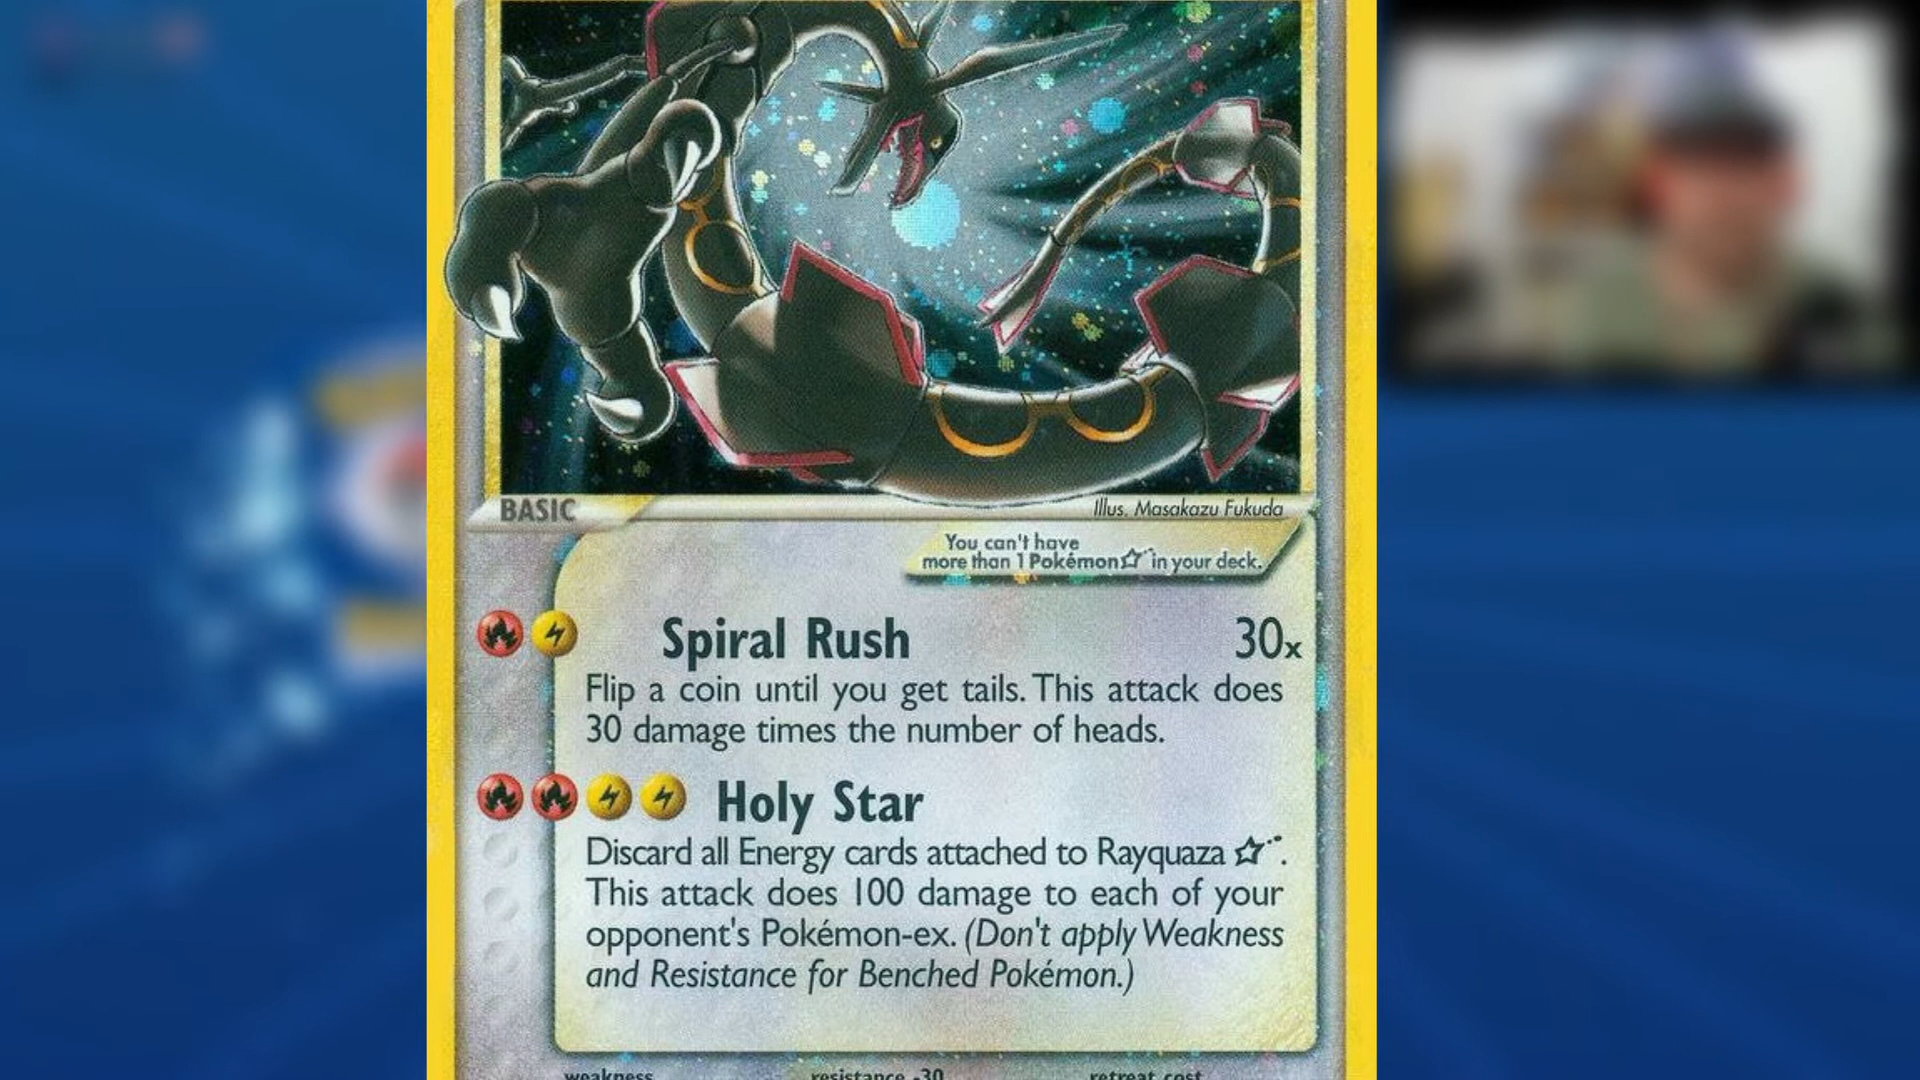 BASIC
Illus. Masakazu Fukuda
You can't have
more than 1 Pokémon☆ in your deck.
Spiral Rush 30x
Flip a coin until you get tails. This attack does
30 damage times the number of heads.
Holy Star
Discard all Energy cards attached to Rayquaza ☆.
This attack does 100 damage to each of your
opponent's Pokémon-ex. (Don't apply Weakness
and Resistance for Benched Pokémon.)
weakness resistance -30 retreat cost